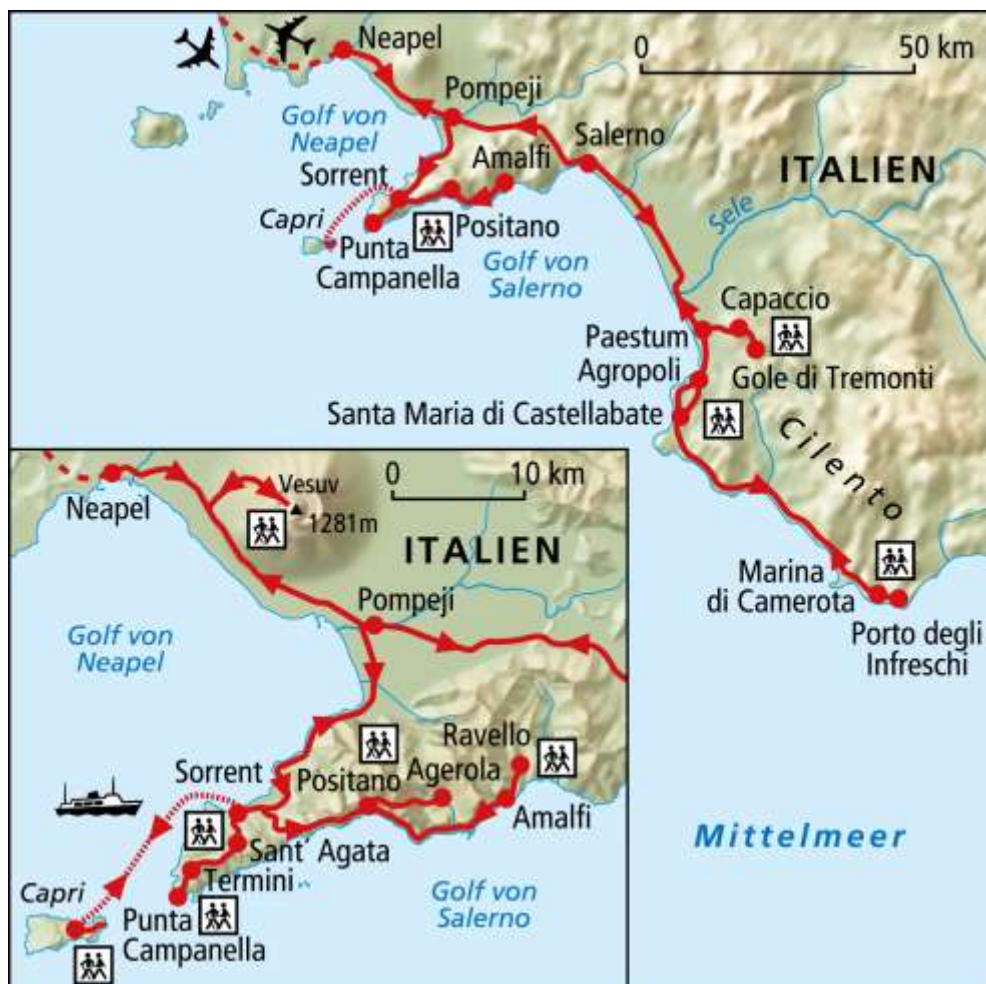 Neapel
0 50 km
Pompeji
Golf von
Neapel
Salerno
Amalfi
ITALIEN
Sorrent
Sele
Capri
Positano
Punta
Campanella
Golf von
Salerno
Capaccio
Paestum
Agropoli
Gole di Tremonti
Santa Maria di Castellabate
Cilento
Marina
di Camerota
Porto degli
Infreschi
Mittelmeer
0 10 km
Neapel
Vesuv
1281m
ITALIEN
Pompeji
Golf von
Neapel
Ravello
Sorrent
Positano
Agerola
Amalfi
Sant' Agata
Termini
Capri
Punta
Campanella
Golf von
Salerno